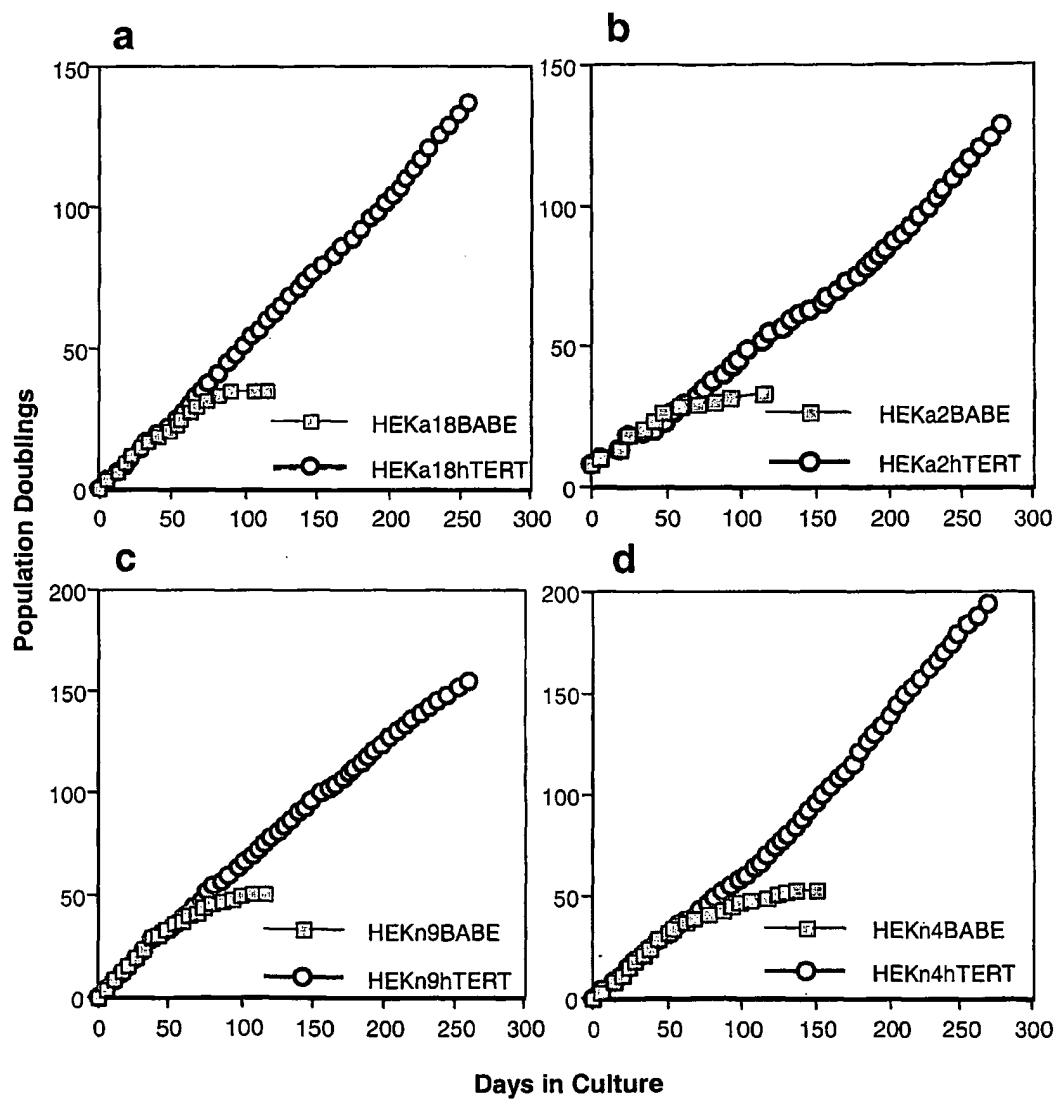 a
b
150
100
50
0
HEKa18BABE
HEKa18hTERT
0 50 100 150 200 250 300
150
100
50
0
HEKa2BABE
HEKa2hTERT
0 50 100 150 200 250 300
c
d
200
150
100
50
0
HEKn9BABE
HEKn9hTERT
0 50 100 150 200 250 300
200
150
100
50
0
HEKn4BABE
HEKn4hTERT
0 50 100 150 200 250 300
Population Doublings
Days in Culture